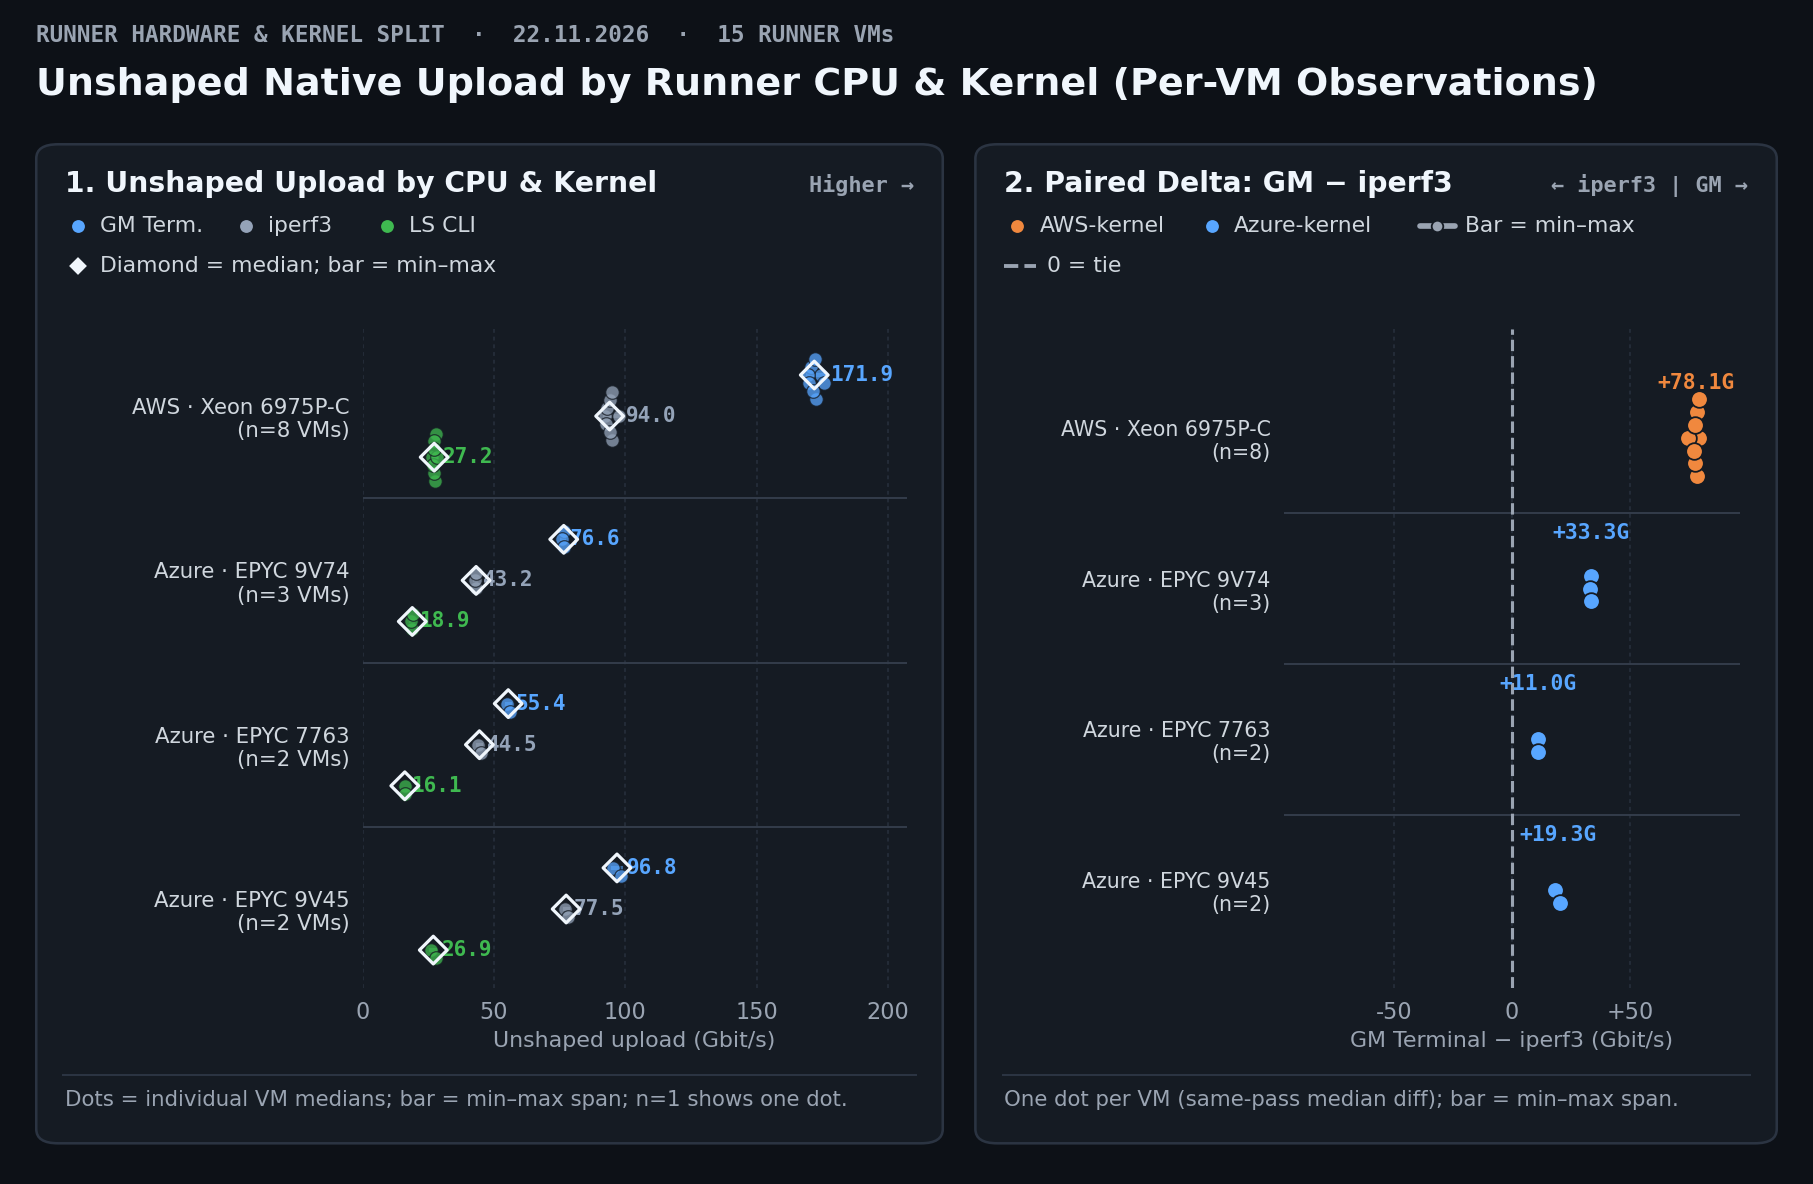 RUNNER HARDWARE & KERNEL SPLIT · 22.11.2026 · 15 RUNNER VMs
Unshaped Native Upload by Runner CPU & Kernel (Per-VM Observations)
1. Unshaped Upload by CPU & Kernel
Higher →
GM Term.
iperf3
LS CLI
Diamond = median; bar = min–max
AWS · Xeon 6975P-C
(n=8 VMs)
171.9
94.0
27.2
Azure · EPYC 9V74
(n=3 VMs)
76.6
43.2
18.9
Azure · EPYC 7763
(n=2 VMs)
55.4
44.5
16.1
Azure · EPYC 9V45
(n=2 VMs)
96.8
77.5
26.9
0 50 100 150 200
Unshaped upload (Gbit/s)
Dots = individual VM medians; bar = min–max span; n=1 shows one dot.
2. Paired Delta: GM − iperf3
← iperf3 | GM →
AWS-kernel
Azure-kernel
Bar = min–max
0 = tie
AWS · Xeon 6975P-C
(n=8)
+78.1G
Azure · EPYC 9V74
(n=3)
+33.3G
Azure · EPYC 7763
(n=2)
+11.0G
Azure · EPYC 9V45
(n=2)
+19.3G
-50 0 +50
GM Terminal − iperf3 (Gbit/s)
One dot per VM (same-pass median diff); bar = min–max span.